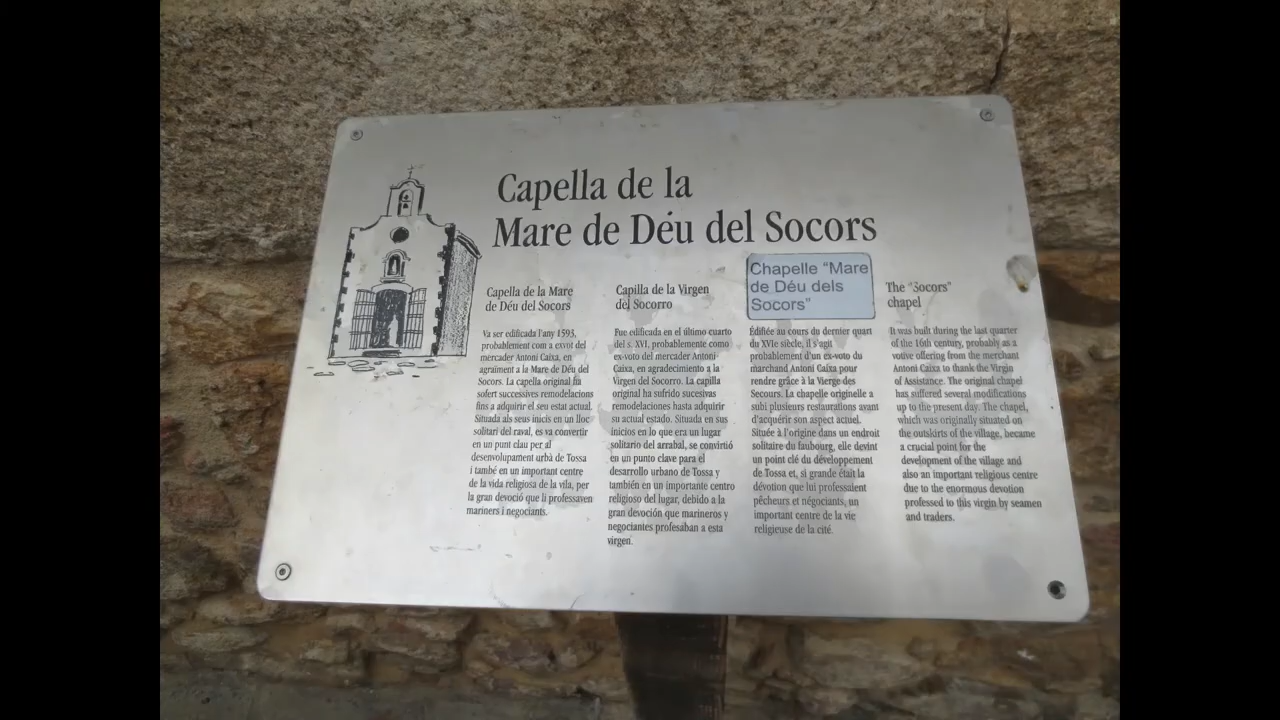 Capella de la
Mare de Déu del Socors
Capella de la Mare
de Déu del Socors
Va ser edificada l'any 1593,
probablement com a exvot del
mercader Antoni Caixa, en
agraïment a la Mare de Déu del
Socors. La capella original ha
sofert successives remodelacions
fins a adquirir el seu estat actual.
Situada als seus inicis en un lloc
solitari del raval, es va convertir
en un punt clau per al
desenvolupament urbà de Tossa
i també en un important centre
de la vida religiosa de la vila, per
la gran devoció que li professaven
mariners i negociants.
Capilla de la Virgen
del Socorro
Fue edificada en el último cuarto
del s. XVI, probablemente como
ex-voto del mercader Antoni
Caixa, en agradecimiento a la
Virgen del Socorro. La capilla
original ha sufrido sucesivas
remodelaciones hasta adquirir
su actual estado. Situada en sus
inicios en lo que era un lugar
solitario del arrabal, se convirtió
en un punto clave para el
desarrollo urbano de Tossa y
también en un importante centro
religioso del lugar, debido a la
gran devoción que marineros y
negociantes profesaban a esta
virgen.
Chapelle “Mare
de Déu dels
Socors”
Édifiée au cours du dernier quart
du XVIe siècle, il s'agit
probablement d'un ex-voto du
marchand Antoni Caixa pour
rendre grâce à la Vierge des
Secours. La chapelle originelle a
subi plusieurs restaurations avant
d'acquérir son aspect actuel.
Située à l'origine dans un endroit
solitaire du faubourg, elle devint
un point clé du développement
de Tossa et, si grande était la
dévotion que lui professaient
pêcheurs et négociants, un
important centre de la vie
religieuse de la cité.
The “Socors”
chapel
It was built during the last quarter
of the 16th century, probably as a
votive offering from the merchant
Antoni Caixa to thank the Virgin
of Assistance. The original chapel
has suffered several modifications
up to the present day. The chapel,
which was originally situated on
the outskirts of the village, became
a crucial point for the
development of the village and
also an important religious centre
due to the enormous devotion
professed to this virgin by seamen
and traders.